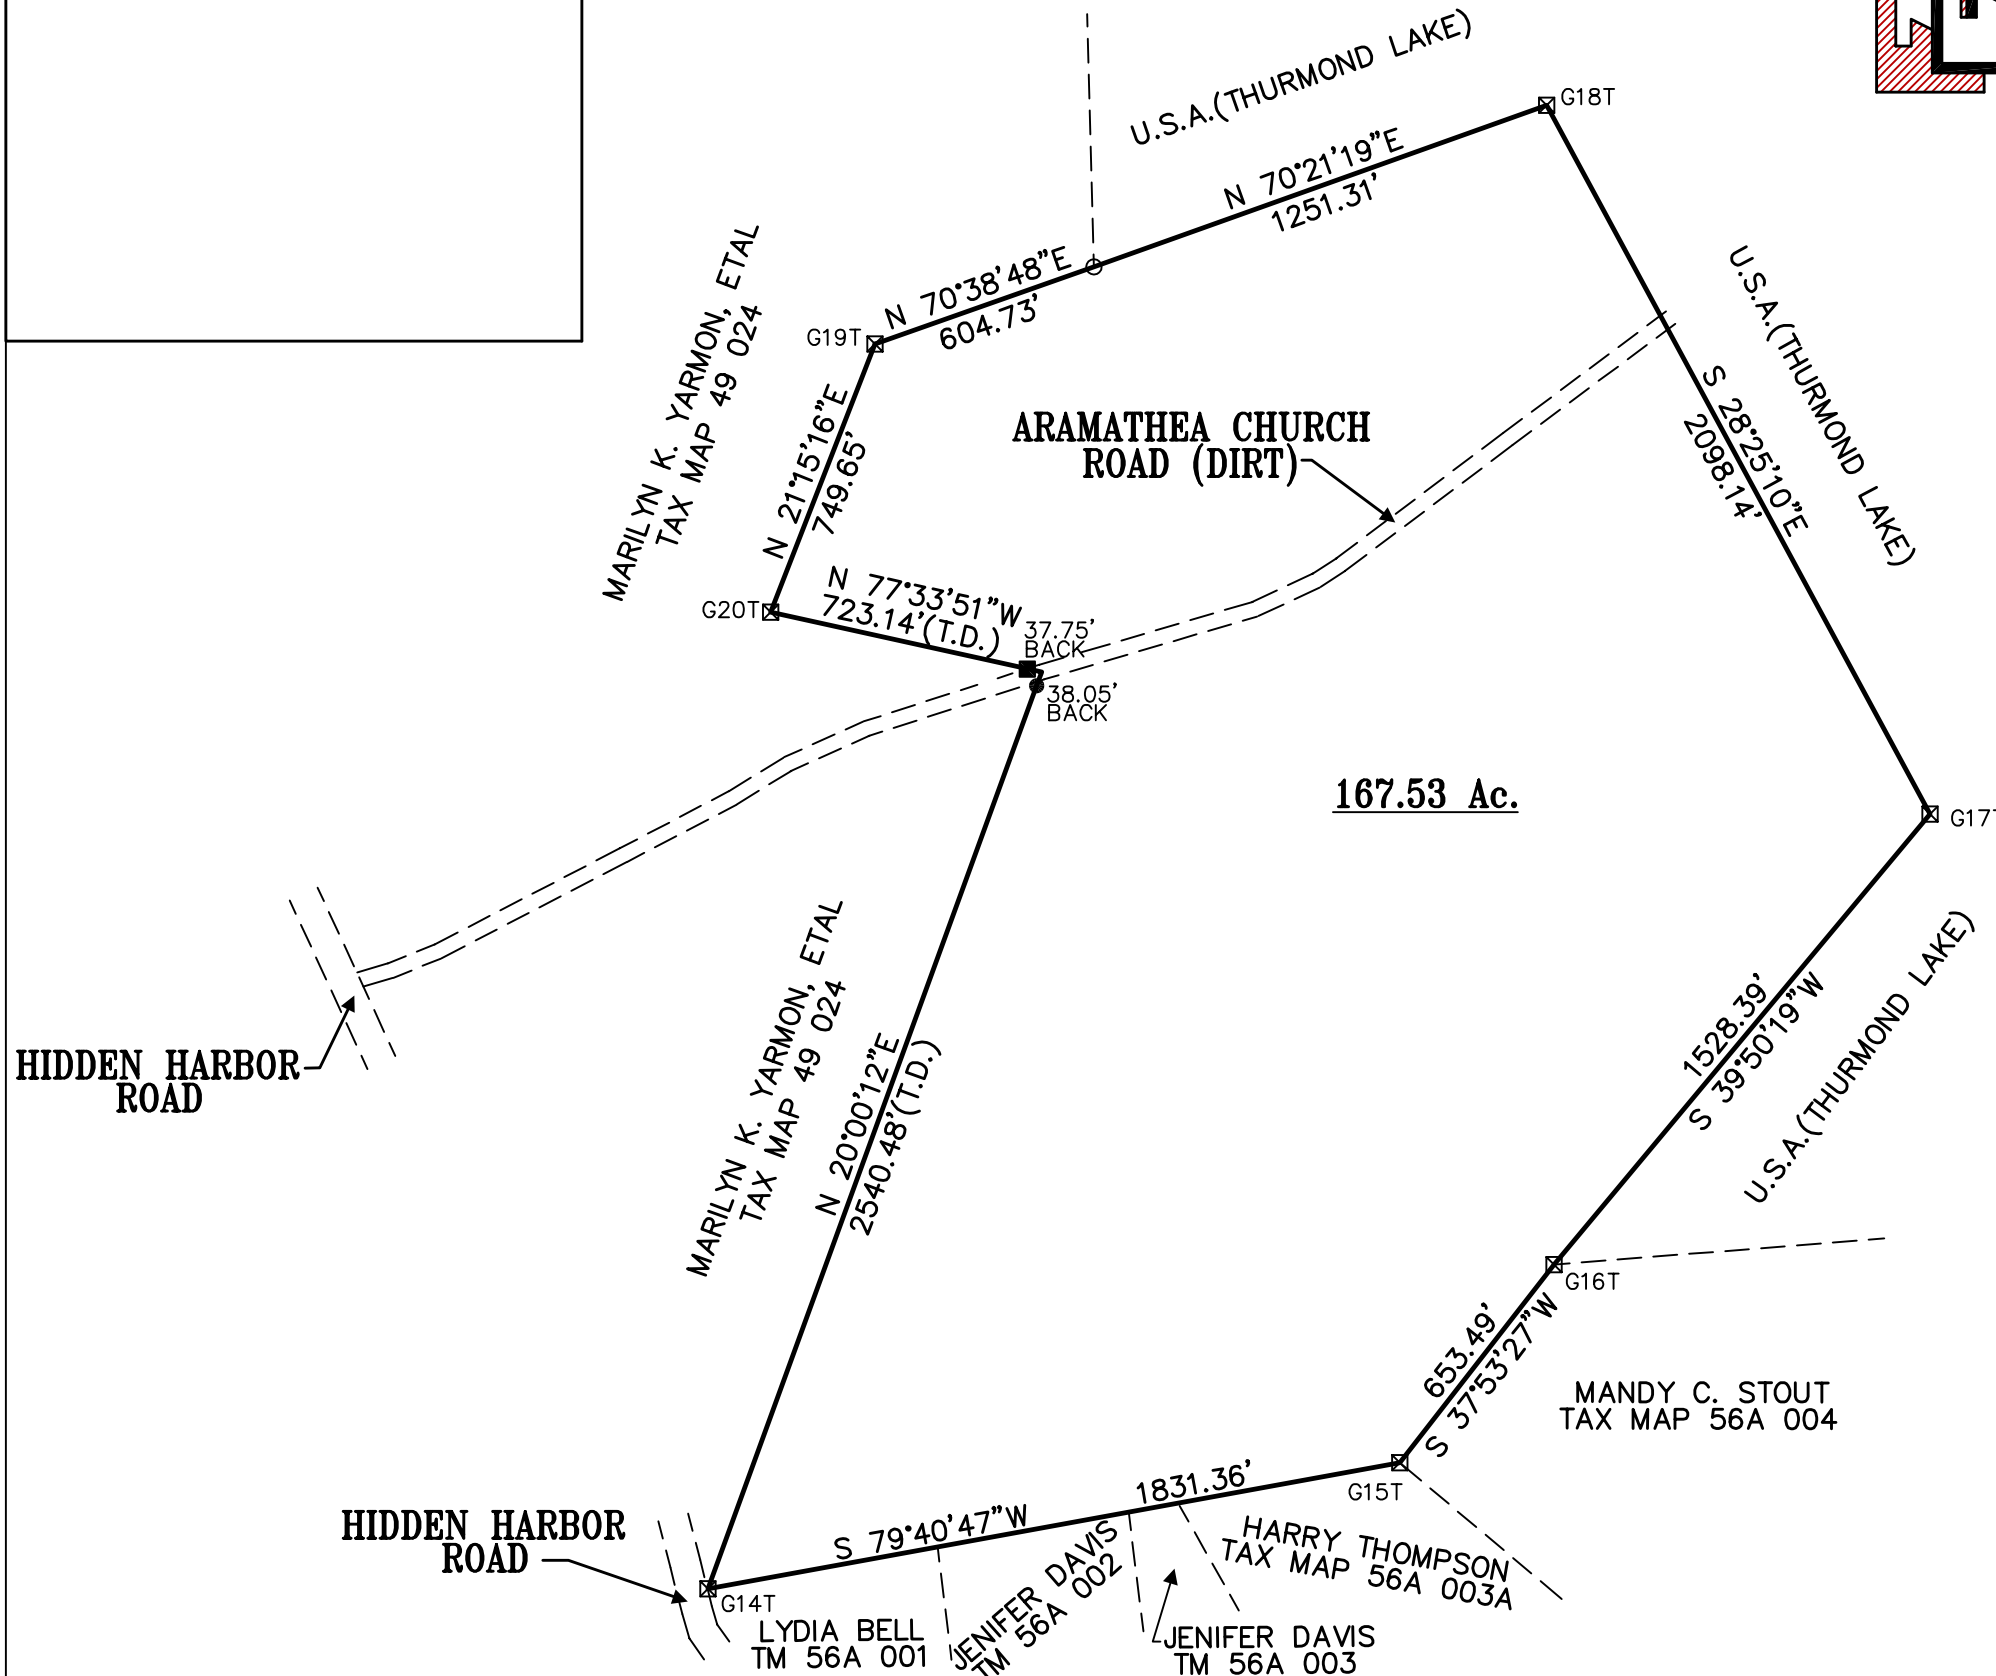 U.S.A.(THURMOND LAKE)
G18T
N 70°21'19"E
1251.31'
N 70°38'48"E
604.73'
G19T
MARILYN K. YARMON, ETAL
TAX MAP 49 024
N 21°15'16"E
749.65'
U.S.A.(THURMOND LAKE)
S 28°25'10"E
2098.14'
ARAMATHEA CHURCH
ROAD (DIRT)
G20T
N 77°33'51"W
723.14'(T.D.)
37.75'
BACK
38.05'
BACK
167.53 Ac.
G17T
HIDDEN HARBOR
ROAD
MARILYN K. YARMON, ETAL
TAX MAP 49 024
N 20°00'12"E
2540.48'(T.D.)
1528.39'
S 39°50'19"W
U.S.A.(THURMOND LAKE)
G16T
653.49'
S 37°53'27"W
MANDY C. STOUT
TAX MAP 56A 004
G15T
1831.36'
S 79°40'47"W
HIDDEN HARBOR
ROAD
G14T
LYDIA BELL
TM 56A 001
JENIFER DAVIS
TM 56A 002
HARRY THOMPSON
TAX MAP 56A 003A
JENIFER DAVIS
TM 56A 003